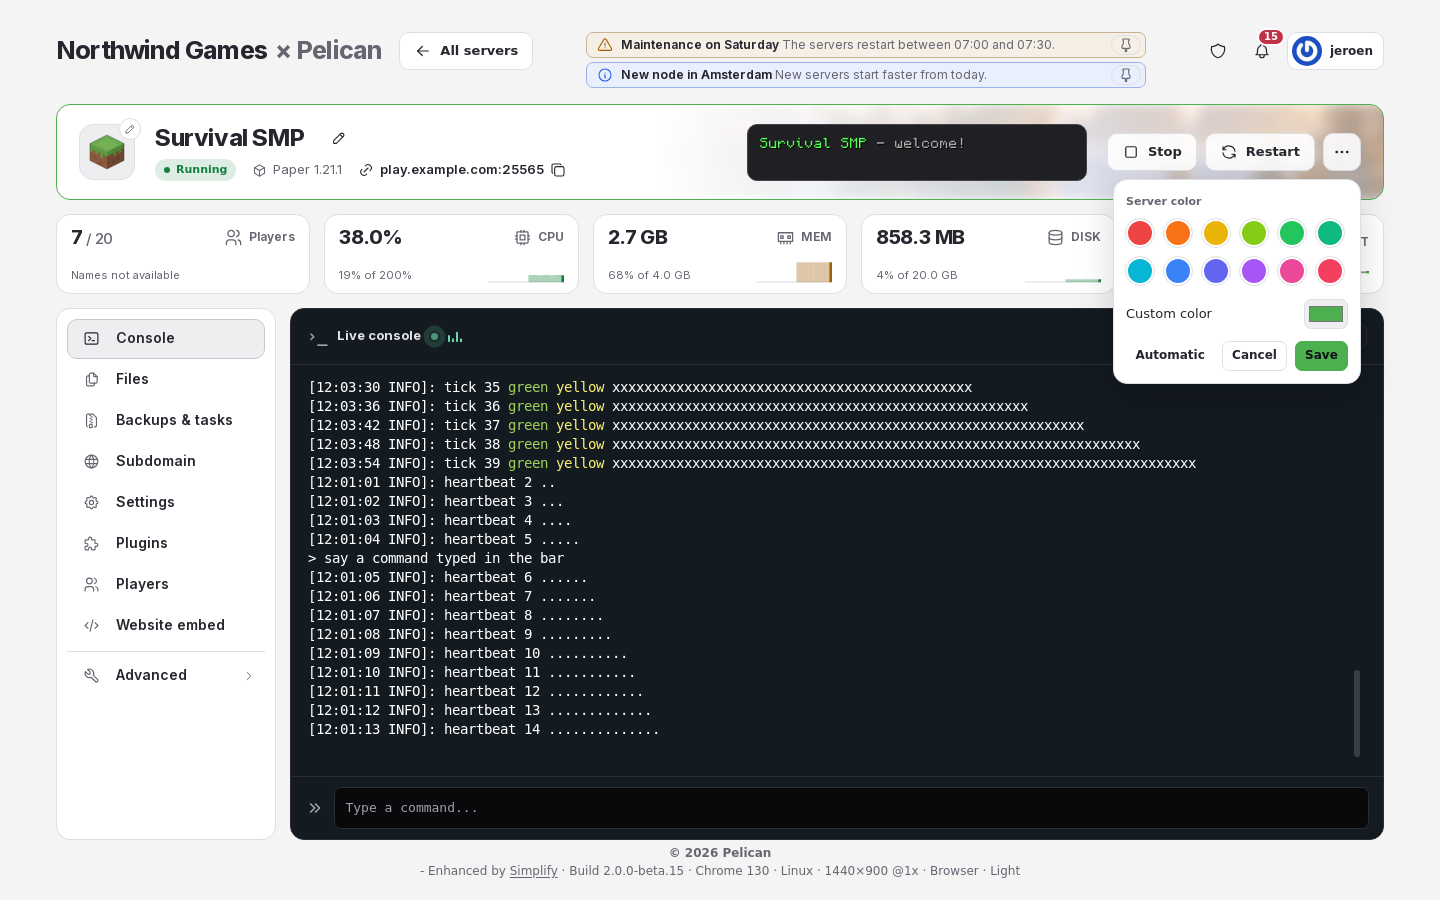 Northwind Games × Pelican
All servers
Maintenance on Saturday The servers restart between 07:00 and 07:30.
New node in Amsterdam New servers start faster from today.
15
jeroen
Survival SMP
Running
Paper 1.21.1
play.example.com:25565
Survival SMP - welcome!
Stop
Restart
Server color
Custom color
Automatic
Cancel
Save
7 / 20
Players
Names not available
38.0%
CPU
19% of 200%
2.7 GB
MEM
68% of 4.0 GB
858.3 MB
DISK
4% of 20.0 GB
T
Console
Files
Backups & tasks
Subdomain
Settings
Plugins
Players
Website embed
Advanced
Live console
[12:03:30 INFO]: tick 35 green yellow xxxxxxxxxxxxxxxxxxxxxxxxxxxxxxxxxxxxxxxxxxxxx
[12:03:36 INFO]: tick 36 green yellow xxxxxxxxxxxxxxxxxxxxxxxxxxxxxxxxxxxxxxxxxxxxxxxxxxxx
[12:03:42 INFO]: tick 37 green yellow xxxxxxxxxxxxxxxxxxxxxxxxxxxxxxxxxxxxxxxxxxxxxxxxxxxxxxxxxxx
[12:03:48 INFO]: tick 38 green yellow xxxxxxxxxxxxxxxxxxxxxxxxxxxxxxxxxxxxxxxxxxxxxxxxxxxxxxxxxxxxxxxxxx
[12:03:54 INFO]: tick 39 green yellow xxxxxxxxxxxxxxxxxxxxxxxxxxxxxxxxxxxxxxxxxxxxxxxxxxxxxxxxxxxxxxxxxxxxxxxxx
[12:01:01 INFO]: heartbeat 2 ..
[12:01:02 INFO]: heartbeat 3 ...
[12:01:03 INFO]: heartbeat 4 ....
[12:01:04 INFO]: heartbeat 5 .....
> say a command typed in the bar
[12:01:05 INFO]: heartbeat 6 ......
[12:01:06 INFO]: heartbeat 7 .......
[12:01:07 INFO]: heartbeat 8 ........
[12:01:08 INFO]: heartbeat 9 .........
[12:01:09 INFO]: heartbeat 10 ..........
[12:01:10 INFO]: heartbeat 11 ...........
[12:01:11 INFO]: heartbeat 12 ............
[12:01:12 INFO]: heartbeat 13 .............
[12:01:13 INFO]: heartbeat 14 ..............
Type a command...
© 2026 Pelican
- Enhanced by Simplify · Build 2.0.0-beta.15 · Chrome 130 · Linux · 1440×900 @1x · Browser · Light